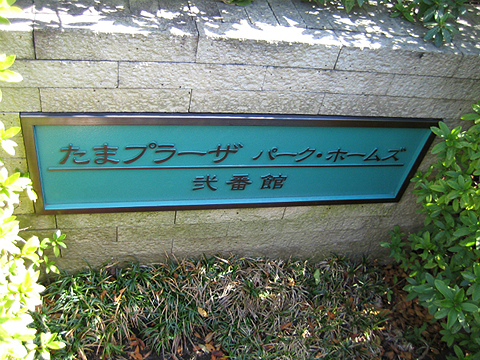 たまプラーザ パーク・ホームズ
弐番館